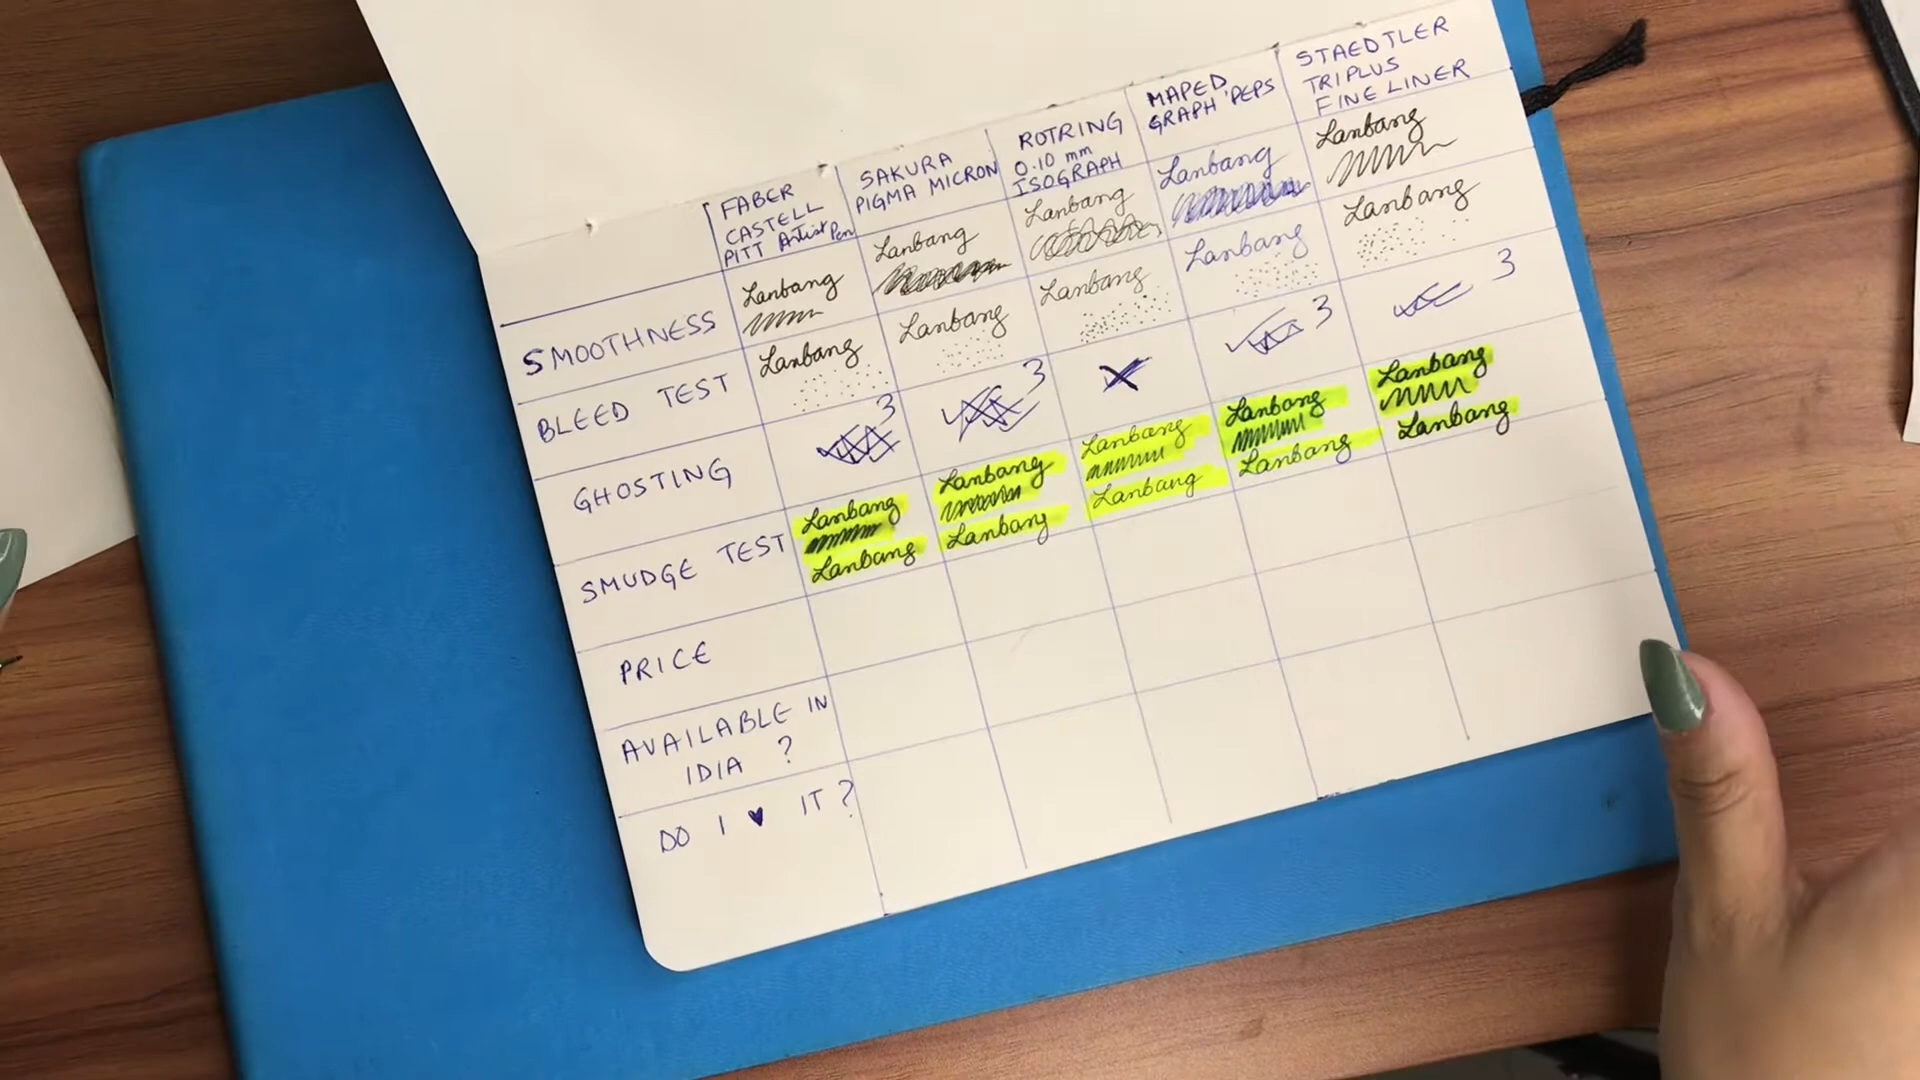 FABER
CASTELL
PITT Artist Pen
SAKURA
PIGMA MICRON
ROTRING
0.10 mm
ISOGRAPH
MAPED
GRAPH'PEPS
STAEDTLER
TRIPLUS
FINE LINER
SMOOTHNESS
Lanbang
Lanbang
Lanbang
Lanbang
Lanbang
BLEED TEST
Lanbang
Lanbang
Lanbang
Lanbang
Lanbang
GHOSTING
3
3
3
3
SMUDGE TEST
Lanbang
Lanbang
Lanbang
Lanbang
Lanbang
Lanbang
Lanbang
Lanbang
Lanbang
Lanbang
PRICE
AVAILABLE IN
IDIA ?
DO I ♥ IT ?